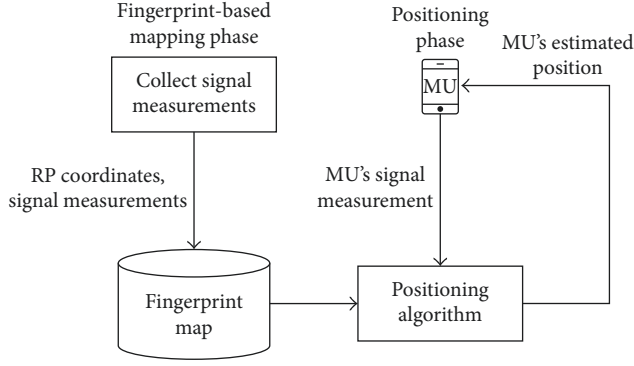 Fingerprint-based
mapping phase
Collect signal
measurements
RP coordinates,
signal measurements
Fingerprint
map
Positioning
phase
MU
MU's signal
measurement
Positioning
algorithm
MU's estimated
position